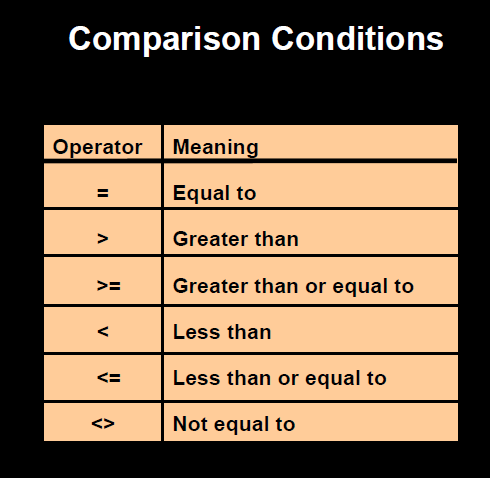 Comparison Conditions
Operator Meaning
= Equal to
> Greater than
>= Greater than or equal to
< Less than
<= Less than or equal to
<> Not equal to